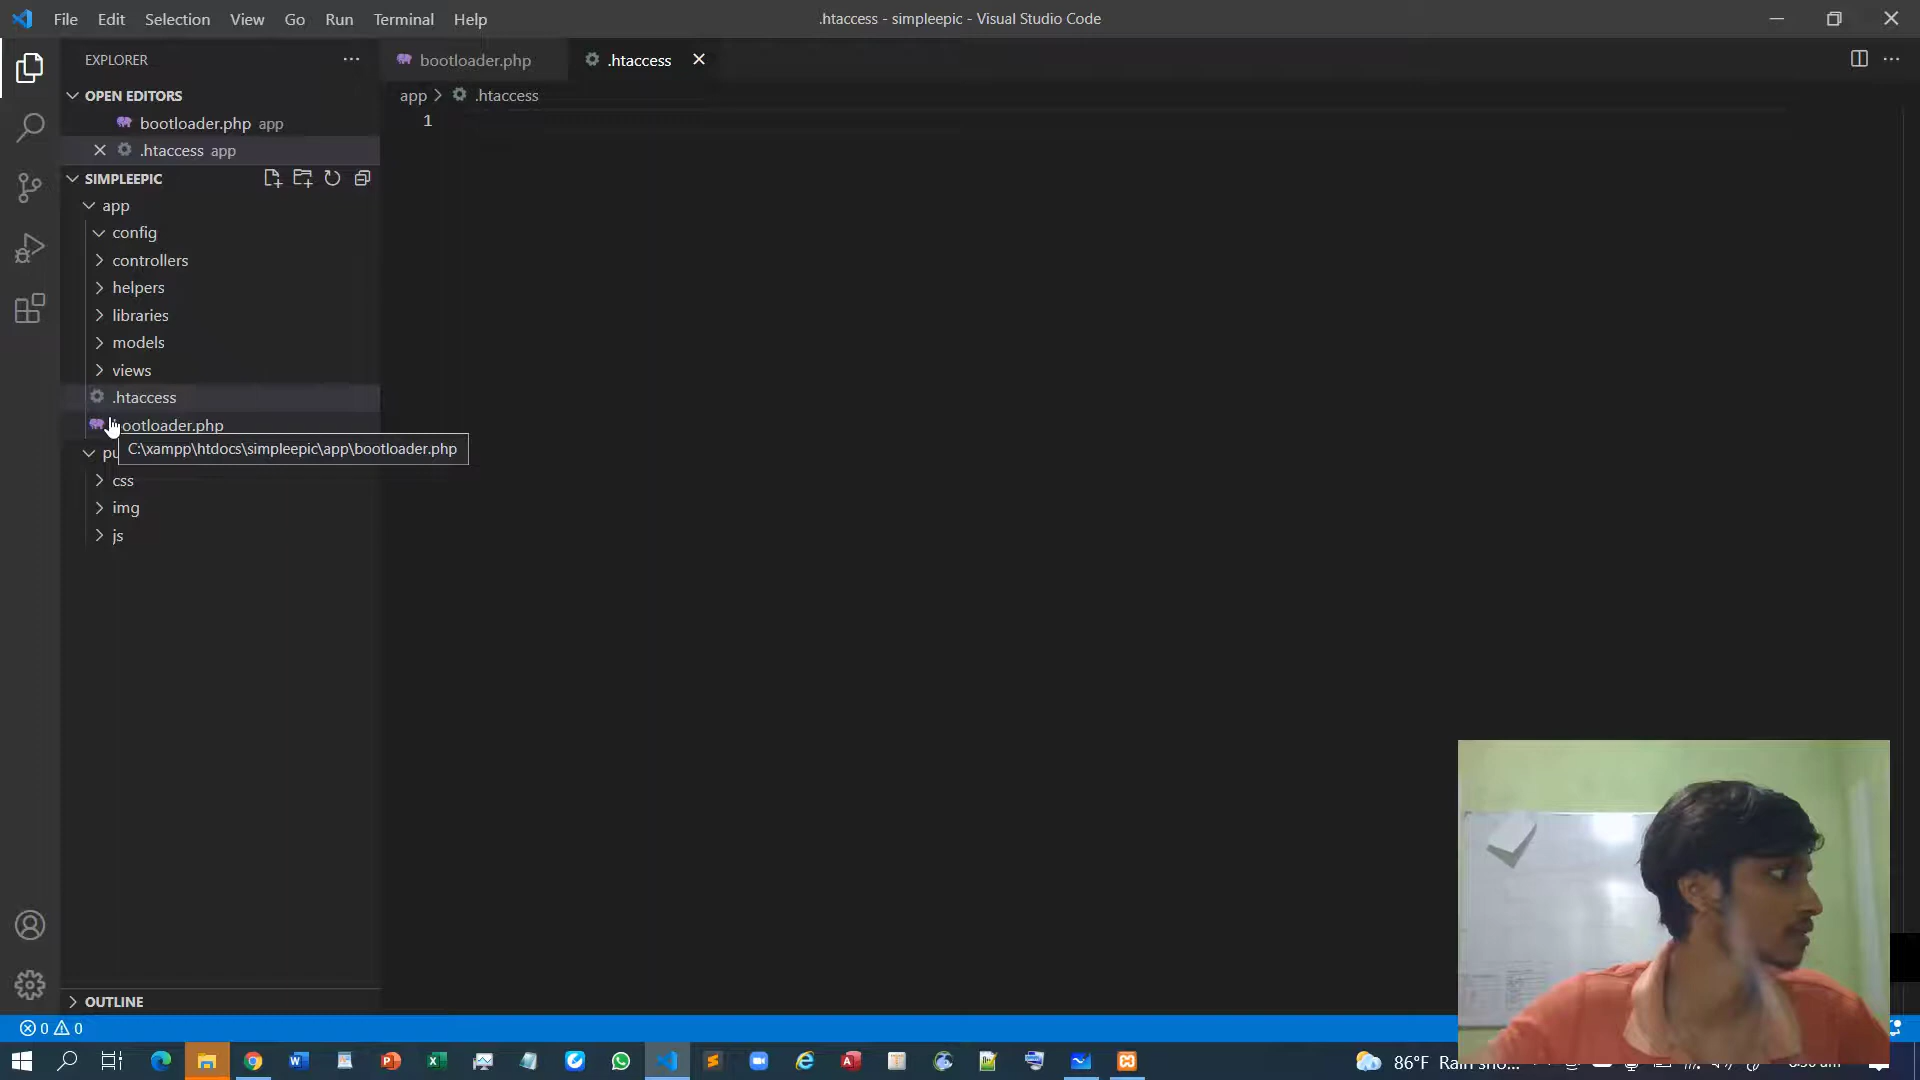 File Edit Selection View Go Run Terminal Help
.htaccess - simpleepic - Visual Studio Code
EXPLORER
bootloader.php
.htaccess
OPEN EDITORS
app > .htaccess
bootloader.php app
1
.htaccess app
SIMPLEEPIC
app
config
controllers
helpers
libraries
models
views
.htaccess
bootloader.php
C:\xampp\htdocs\simpleepic\app\bootloader.php
css
img
js
OUTLINE
0 0
86°F